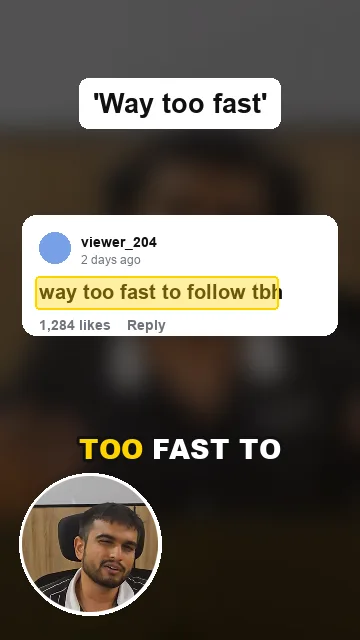 'Way too fast'
viewer_204
2 days ago
way too fast to follow tbh
1,284 likes Reply
TOO FAST TO